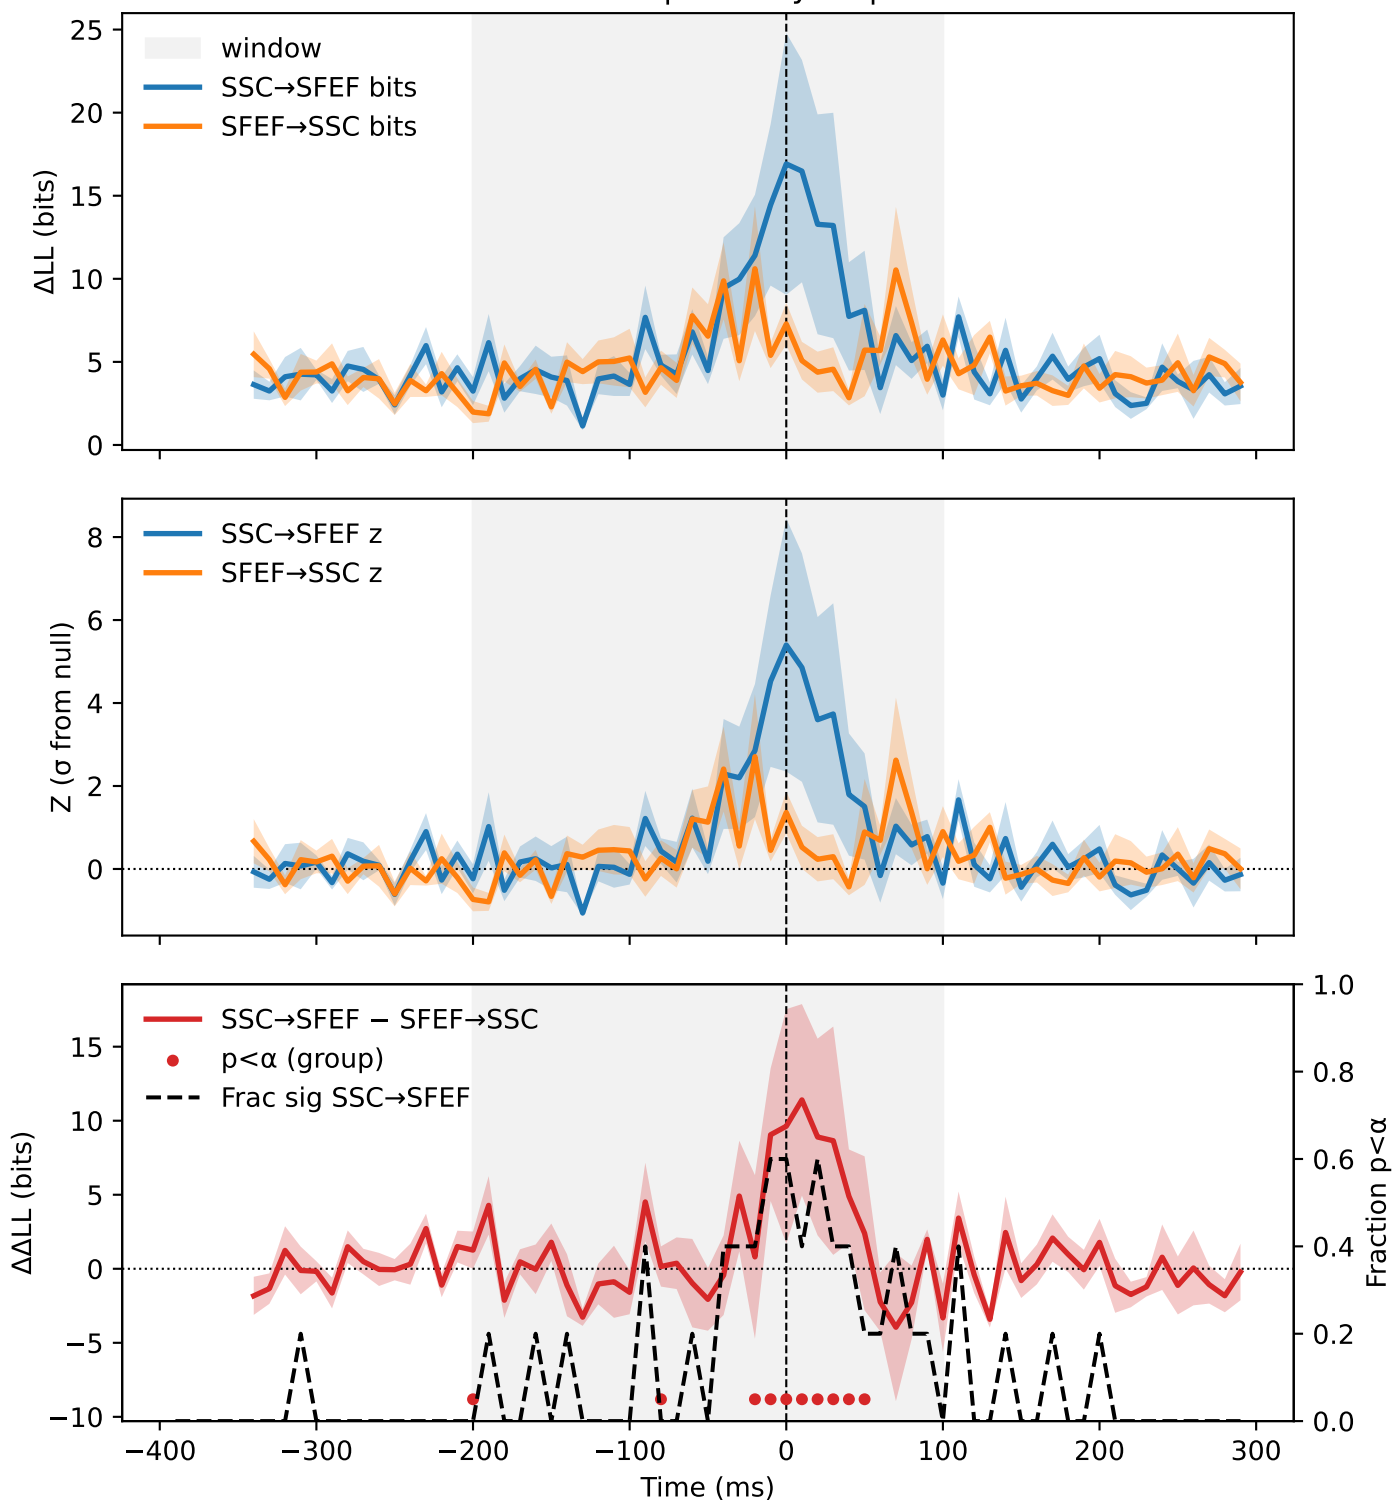 25
20
15
10
5
0
ΔLL (bits)
window
SSC→SFEF bits
SFEF→SSC bits
8
6
4
2
0
Z (σ from null)
SSC→SFEF z
SFEF→SSC z
15
10
5
0
−5
−10
ΔΔLL (bits)
SSC→SFEF − SFEF→SSC
p<α (group)
Frac sig SSC→SFEF
1.0
0.8
0.6
0.4
0.2
0.0
Fraction p<α
−400 −300 −200 −100 0 100 200 300
Time (ms)